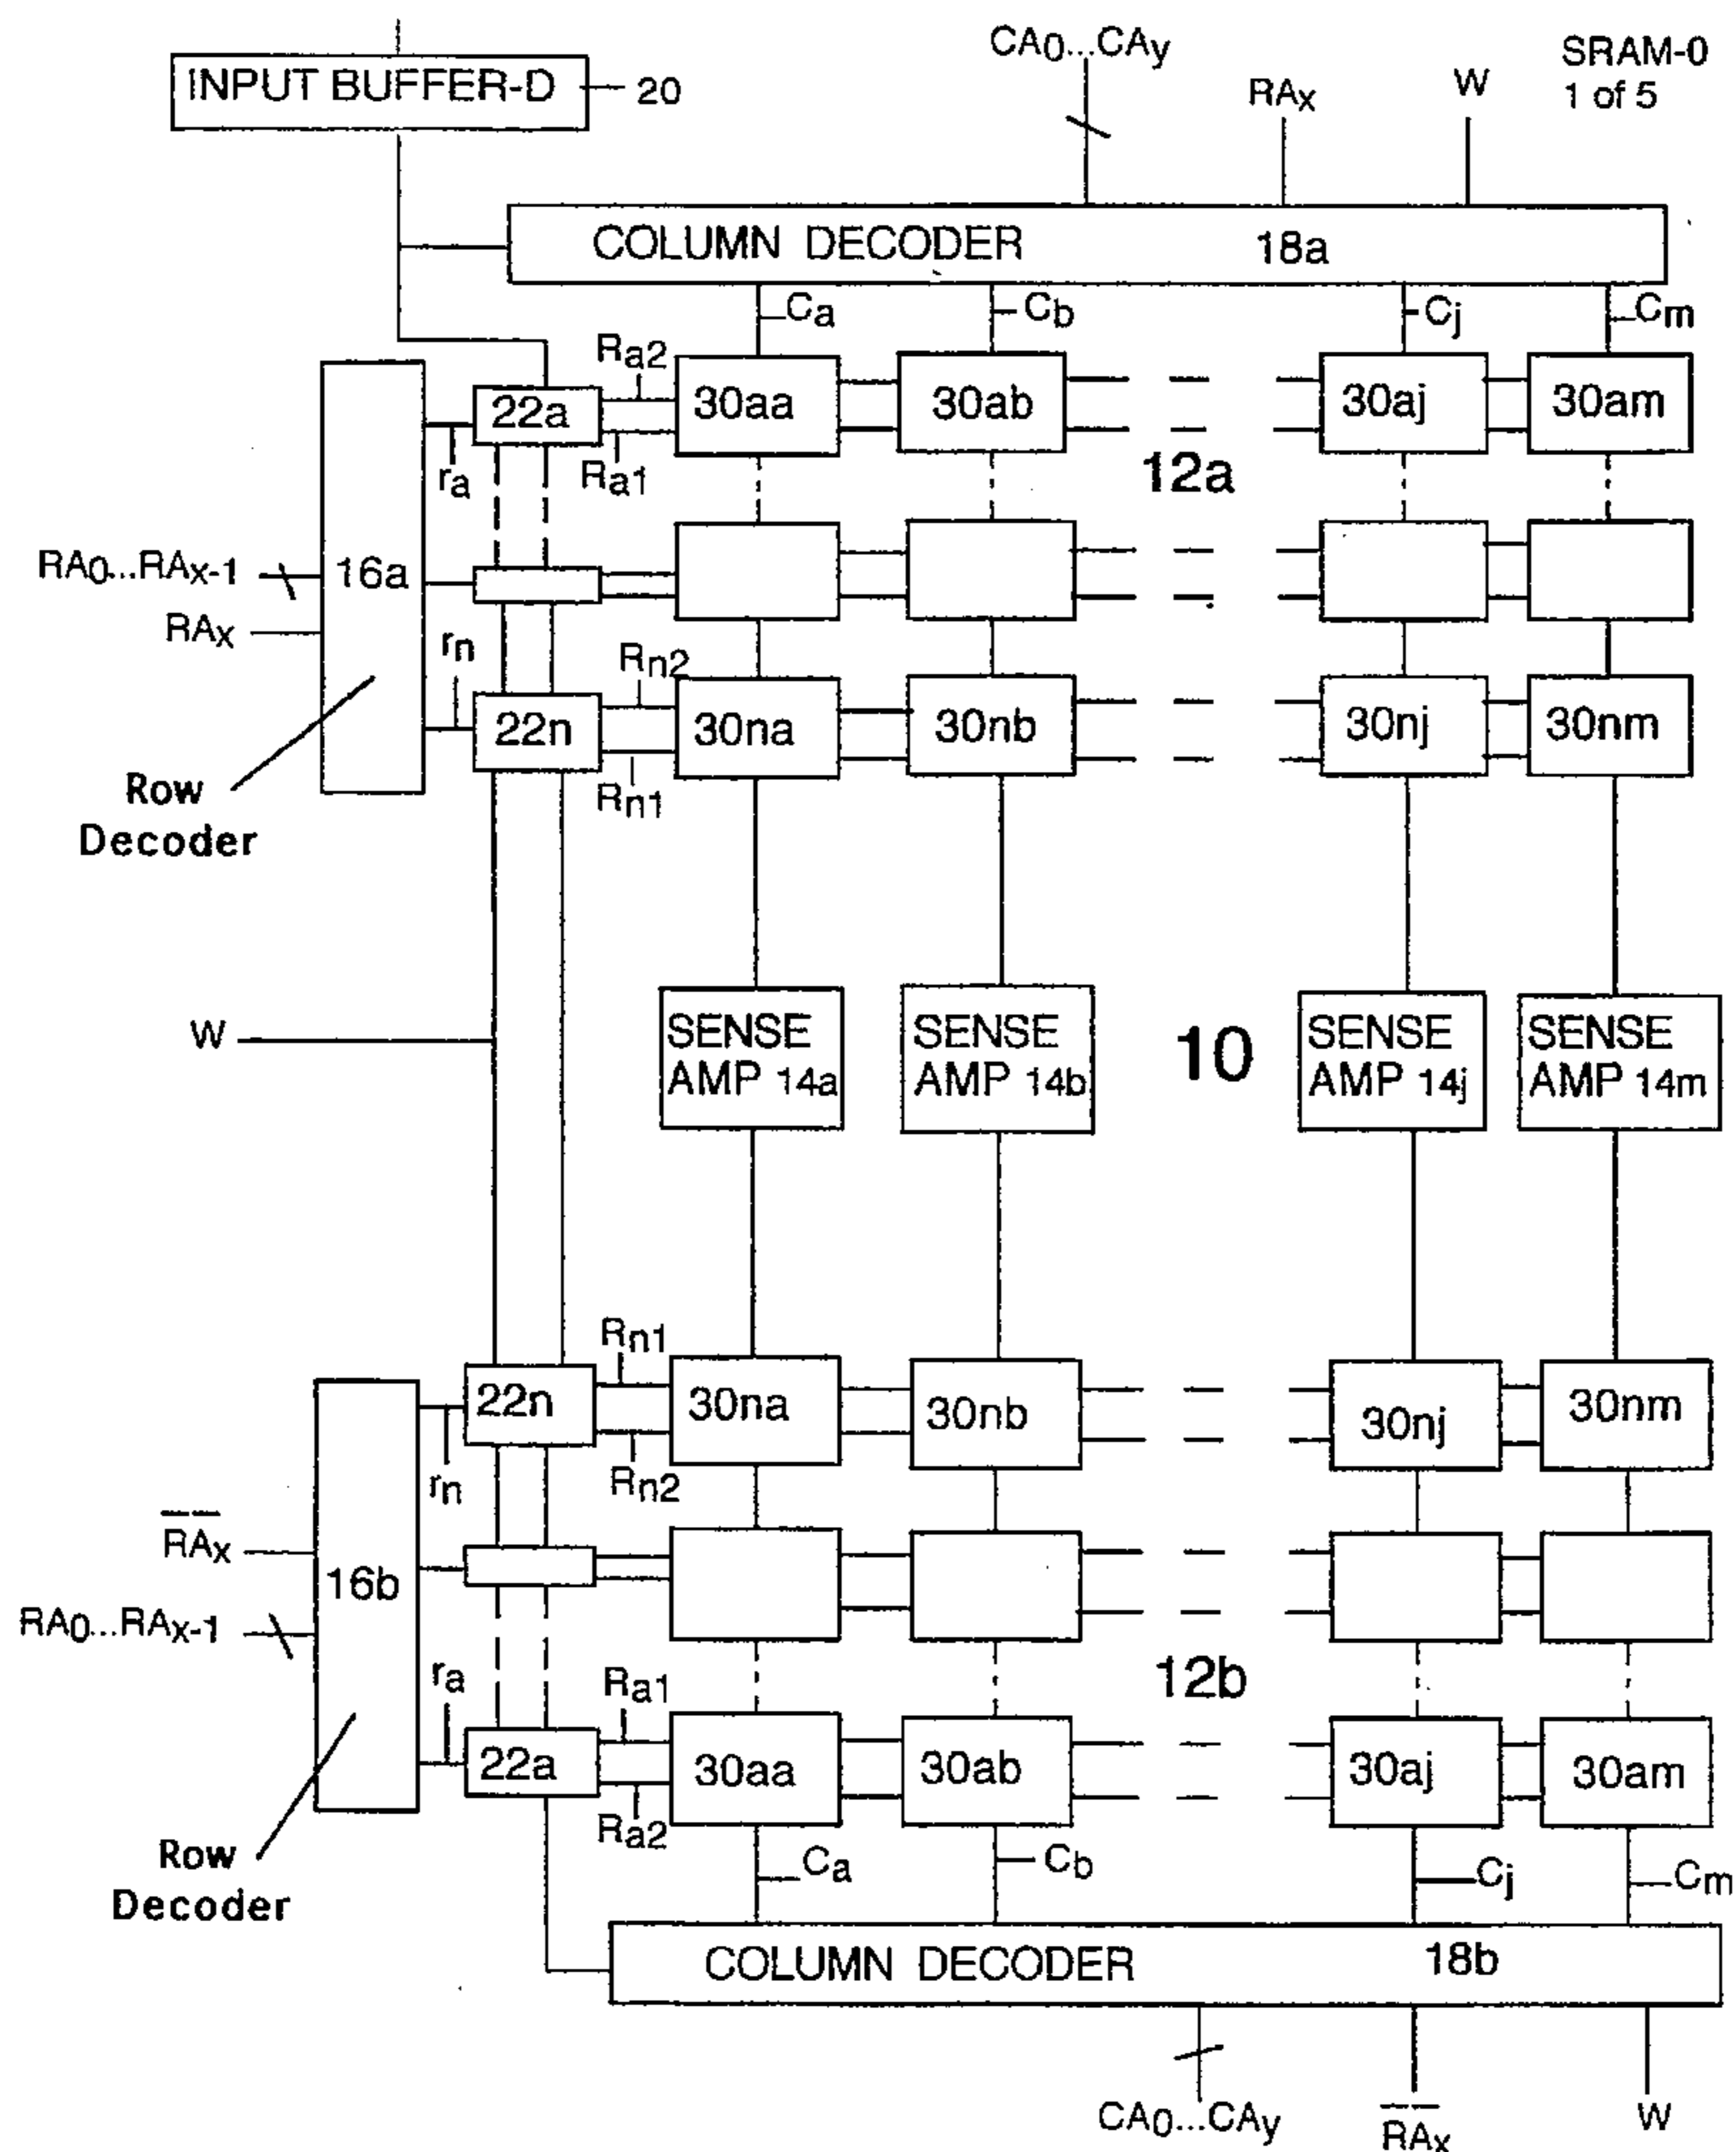 CA0...CAy
SRAM-0
1 of 5
INPUT BUFFER-D
20
RAx
W
COLUMN DECODER 18a
Ca
Cb
Cj
Cm
Ra2
22a
30aa
30ab
30aj
30am
ra
Ra1
12a
RA0...RAx-1
16a
RAx
rn
Rn2
22n
30na
30nb
30nj
30nm
Rn1
Row
Decoder
W
SENSE
AMP 14a
SENSE
AMP 14b
10
SENSE
AMP 14j
SENSE
AMP 14m
Rn1
22n
30na
30nb
30nj
30nm
rn
Rn2
R̅A̅x
16b
RA0...RAx-1
12b
ra
Ra1
22a
30aa
30ab
30aj
30am
Ra2
Row
Decoder
Ca
Cb
Cj
Cm
COLUMN DECODER 18b
CA0...CAy
R̅A̅x
W